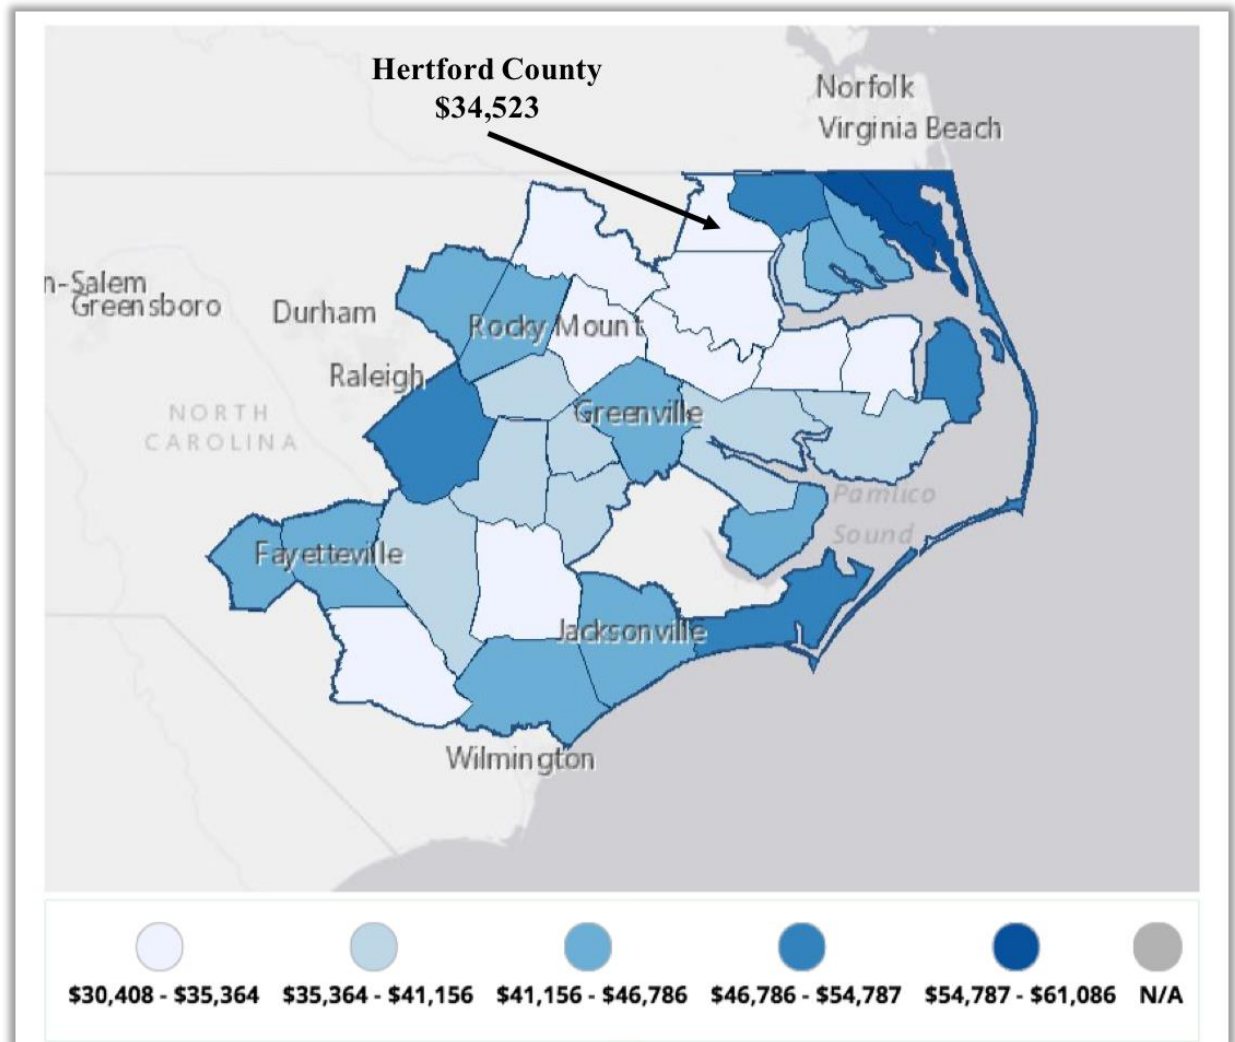 Hertford County
$34,523
Norfolk
Virginia Beach
n-Salem
Greensboro
Durham
Rocky Mount
Raleigh
NORTH
CAROLINA
Greenville
Pamlico
Sound
Fayetteville
Jacksonville
Wilmington
$30,408 - $35,364
$35,364 - $41,156
$41,156 - $46,786
$46,786 - $54,787
$54,787 - $61,086
N/A